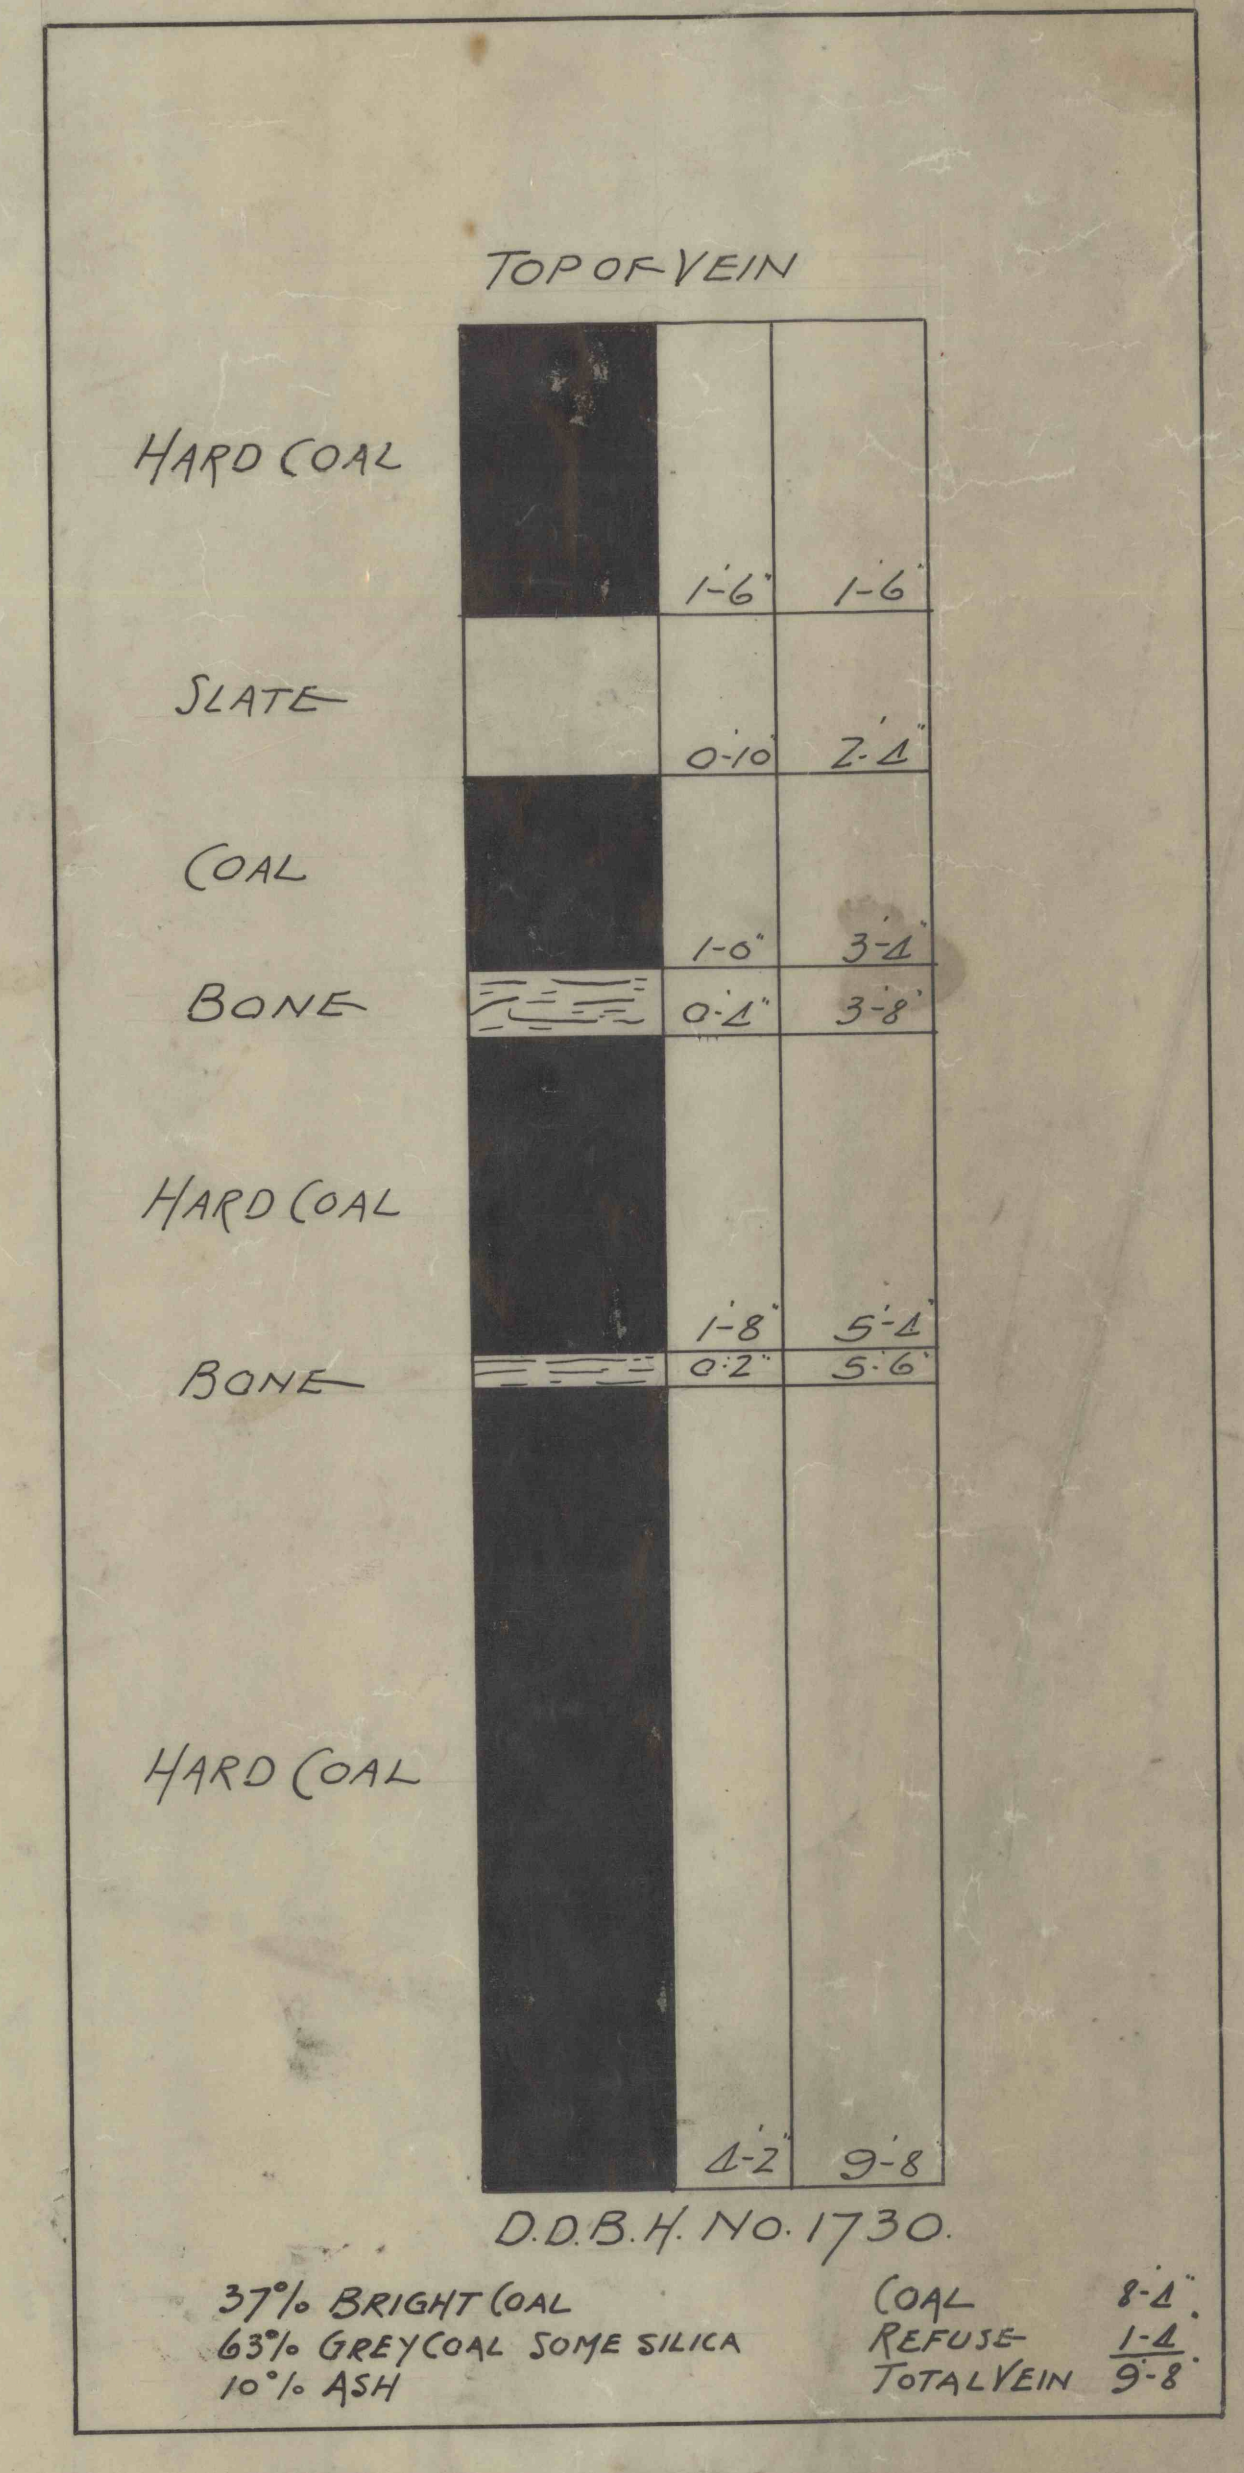 TOP OF VEIN
HARD COAL 1'-6" 1'-6"
SLATE 0'-10" 2'-4"
COAL 1'-0" 3'-4"
BONE 0'-4" 3'-8"
HARD COAL 1'-8" 5'-4"
BONE 0'-2" 5'-6"
HARD COAL 4'-2" 9'-8"
D.D.B.H. NO. 1730.
37% BRIGHT COAL
63% GREY COAL SOME SILICA
10% ASH
COAL 8'-4"
REFUSE 1'-4"
TOTAL VEIN 9'-8"